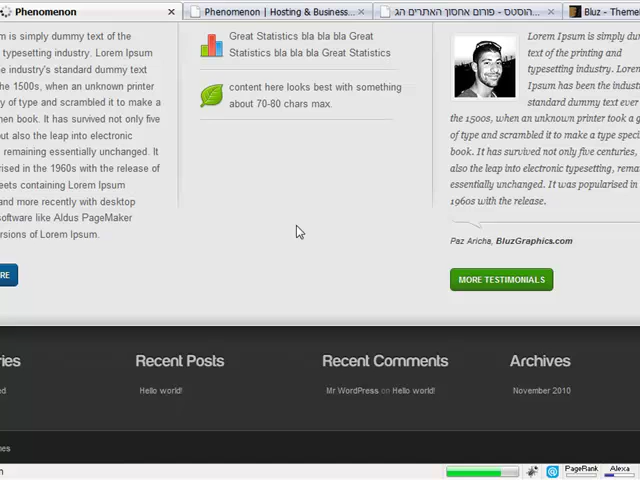 Phenomenon
Phenomenon | Hosting & Business...
הוסטס - פורום אחסון האתרים הג...
Bluz - Theme
m is simply dummy text of the
typesetting industry. Lorem Ipsum
he industry's standard dummy text
he 1500s, when an unknown printer
y of type and scrambled it to make a
men book. It has survived not only five
but also the leap into electronic
remaining essentially unchanged. It
rised in the 1960s with the release of
eets containing Lorem Ipsum
and more recently with desktop
software like Aldus PageMaker
ersions of Lorem Ipsum.
RE
Great Statistics bla bla bla Great
Statistics bla bla bla Great Statistics
content here looks best with something
about 70-80 chars max.
Lorem Ipsum is simply dum
text of the printing and
typesetting industry. Lorem
Ipsum has been the indust
standard dummy text ever
the 1500s, when an unknown printer took a g
of type and scrambled it to make a type speci
book. It has survived not only five centuries,
also the leap into electronic typesetting, rema
essentially unchanged. It was popularised in
1960s with the release.
Paz Aricha, BluzGraphics.com
MORE TESTIMONIALS
ries
Recent Posts
Recent Comments
Archives
ed
Hello world!
Mr WordPress on Hello world!
November 2010
mes
PageRank
Alexa